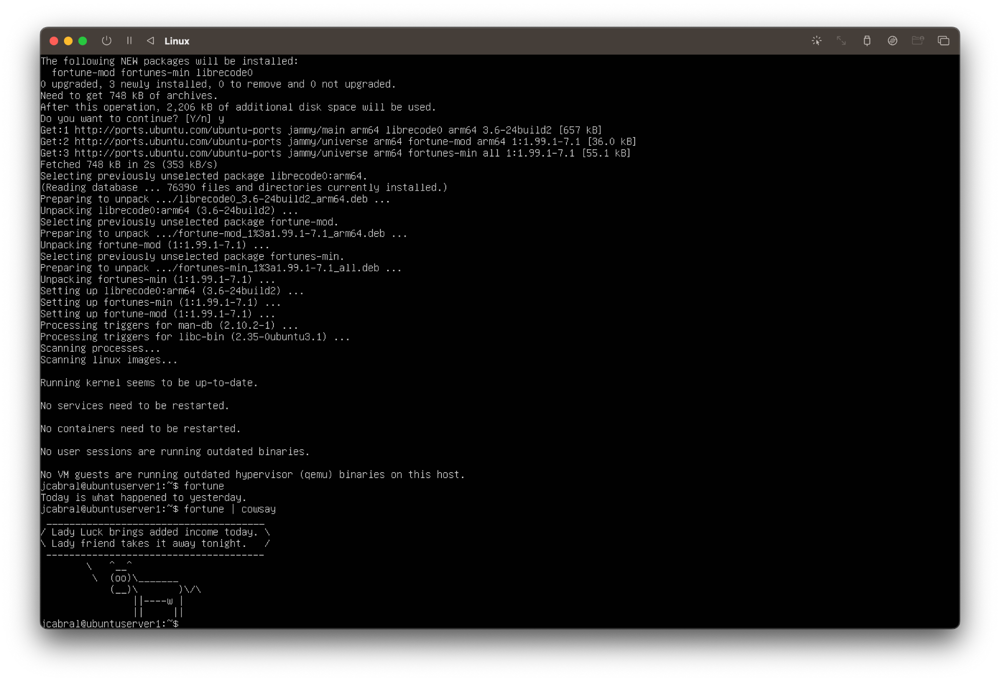 Linux
The following NEW packages will be installed:
  fortune-mod fortunes-min librecode0
0 upgraded, 3 newly installed, 0 to remove and 0 not upgraded.
Need to get 748 kB of archives.
After this operation, 2,206 kB of additional disk space will be used.
Do you want to continue? [Y/n] y
Get:1 http://ports.ubuntu.com/ubuntu-ports jammy/main arm64 librecode0 arm64 3.6-24build2 [657 kB]
Get:2 http://ports.ubuntu.com/ubuntu-ports jammy/universe arm64 fortune-mod arm64 1:1.99.1-7.1 [36.0 kB]
Get:3 http://ports.ubuntu.com/ubuntu-ports jammy/universe arm64 fortunes-min all 1:1.99.1-7.1 [55.1 kB]
Fetched 748 kB in 2s (353 kB/s)
Selecting previously unselected package librecode0:arm64.
(Reading database ... 76390 files and directories currently installed.)
Preparing to unpack .../librecode0_3.6-24build2_arm64.deb ...
Unpacking librecode0:arm64 (3.6-24build2) ...
Selecting previously unselected package fortune-mod.
Preparing to unpack .../fortune-mod_1%3a1.99.1-7.1_arm64.deb ...
Unpacking fortune-mod (1:1.99.1-7.1) ...
Selecting previously unselected package fortunes-min.
Preparing to unpack .../fortunes-min_1%3a1.99.1-7.1_all.deb ...
Unpacking fortunes-min (1:1.99.1-7.1) ...
Setting up librecode0:arm64 (3.6-24build2) ...
Setting up fortunes-min (1:1.99.1-7.1) ...
Setting up fortune-mod (1:1.99.1-7.1) ...
Processing triggers for man-db (2.10.2-1) ...
Processing triggers for libc-bin (2.35-0ubuntu3.1) ...
Scanning processes...
Scanning linux images...
Running kernel seems to be up-to-date.
No services need to be restarted.
No containers need to be restarted.
No user sessions are running outdated binaries.
No VM guests are running outdated hypervisor (qemu) binaries on this host.
jcabral@ubuntuserver1:~$ fortune
Today is what happened to yesterday.
jcabral@ubuntuserver1:~$ fortune | cowsay
 ______________________________________
/ Lady Luck brings added income today. \
\ Lady friend takes it away tonight.   /
 --------------------------------------
        \   ^__^
         \  (oo)\_______
            (__)\       )\/\
                ||----w |
                ||     ||
jcabral@ubuntuserver1:~$